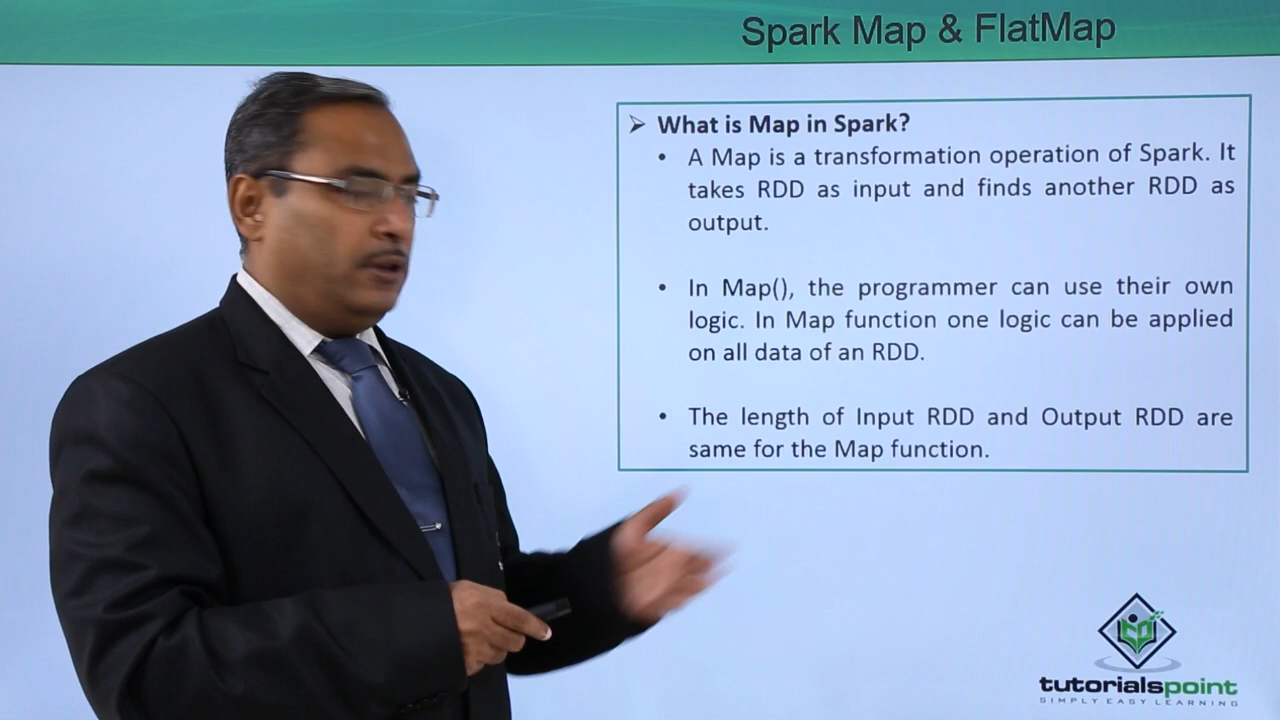 Spark Map & FlatMap
➢ What is Map in Spark?
• A Map is a transformation operation of Spark. It
takes RDD as input and finds another RDD as
output.
• In Map(), the programmer can use their own
logic. In Map function one logic can be applied
on all data of an RDD.
• The length of Input RDD and Output RDD are
same for the Map function.
tutorialspoint
SIMPLY EASY LEARNING